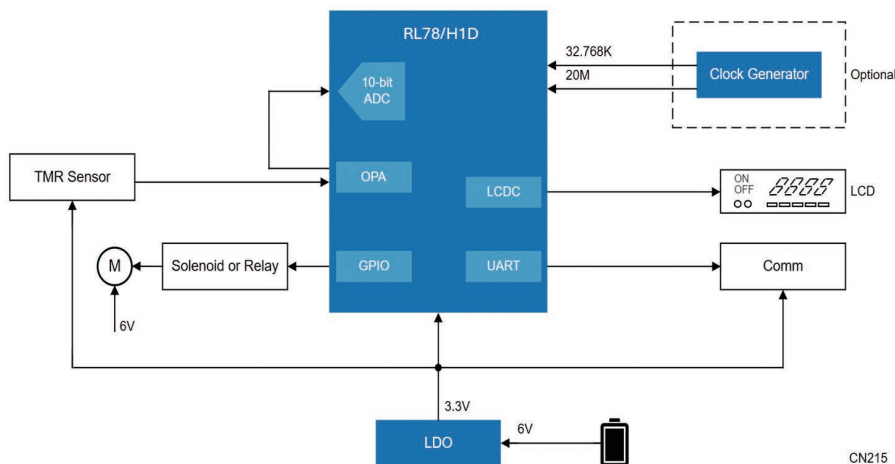 RL78/H1D
32.768K
20M
Clock Generator
Optional
10-bit
ADC
TMR Sensor
OPA
LCDC
ON
OFF
8888
LCD
M
Solenoid or Relay
GPIO
UART
Comm
6V
3.3V
LDO
6V
CN215